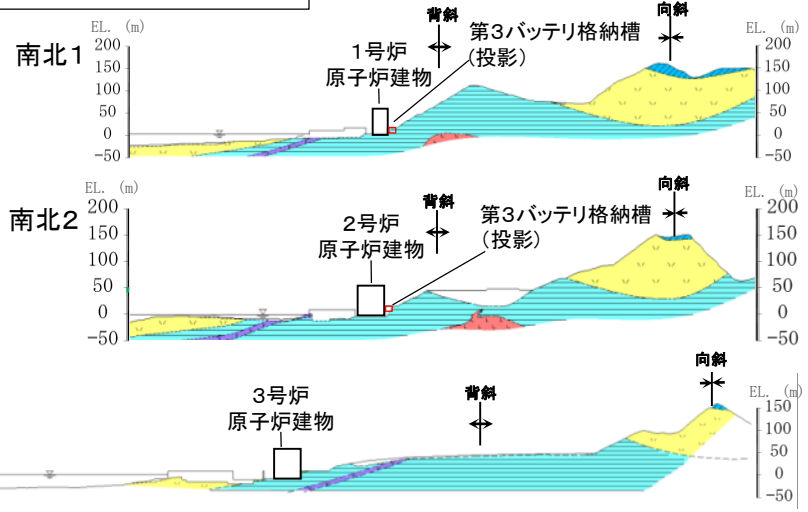 南北1
EL. (m)
200
150
100
50
0
−50
1号炉
原子炉建物
背斜
第3バッテリ格納槽
(投影)
向斜
EL. (m)
200
150
100
50
0
−50
南北2
EL. (m)
200
150
100
50
0
−50
2号炉
原子炉建物
背斜
第3バッテリ格納槽
(投影)
向斜
EL. (m)
200
150
100
50
0
−50
3号炉
原子炉建物
背斜
向斜
EL. (m)
150
100
50
0
−50